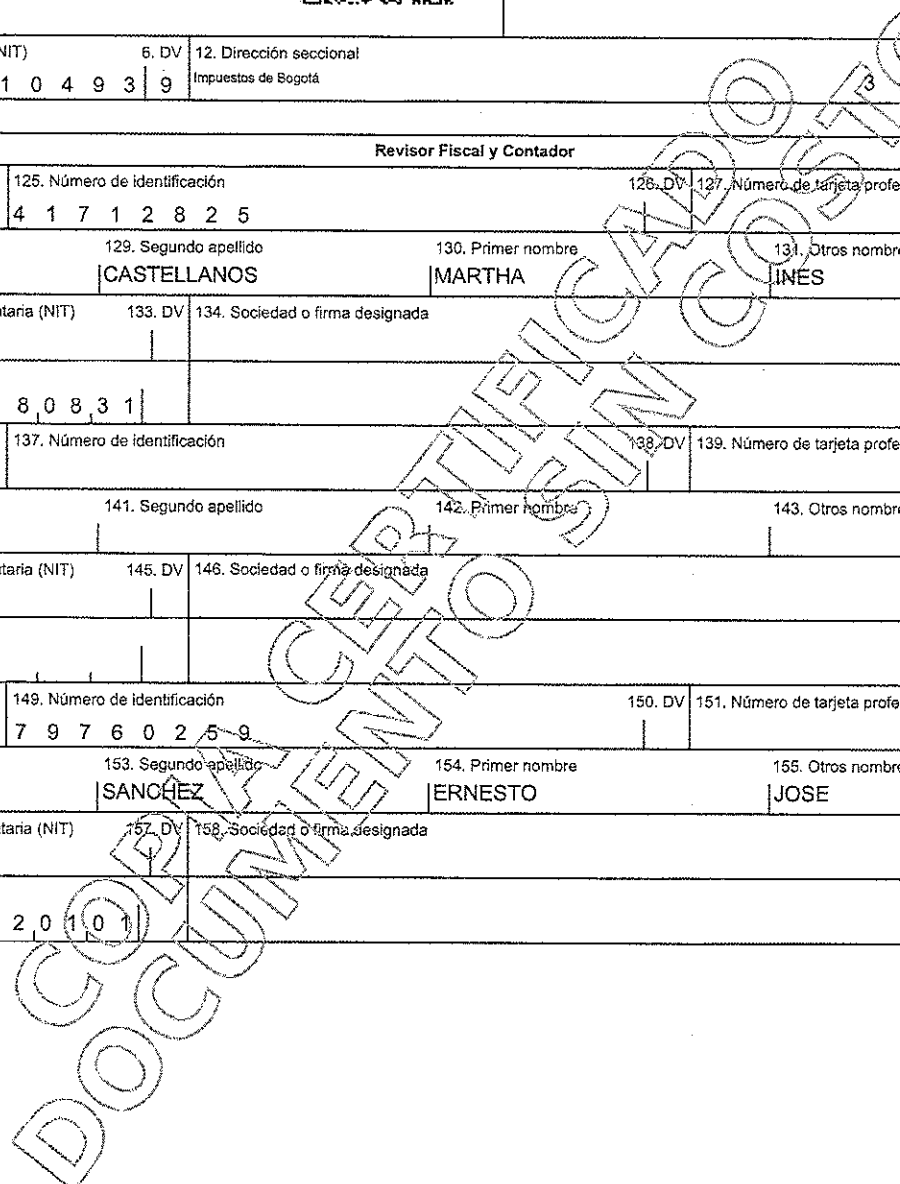 NIT) 6. DV 12. Dirección seccional
1 0 4 9 3 9 Impuestos de Bogotá 3
Revisor Fiscal y Contador
125. Número de identificación 126. DV 127. Número de tarjeta profe
4 1 7 1 2 8 2 5
129. Segundo apellido 130. Primer nombre 131. Otros nombre
CASTELLANOS MARTHA INES
taria (NIT) 133. DV 134. Sociedad o firma designada
8 0 8 3 1
137. Número de identificación 138. DV 139. Número de tarjeta profe
141. Segundo apellido 142. Primer nombre 143. Otros nombre
taria (NIT) 145. DV 146. Sociedad o firma designada
149. Número de identificación 150. DV 151. Número de tarjeta profe
7 9 7 6 0 2 5 9
153. Segundo apellido 154. Primer nombre 155. Otros nombre
SANCHEZ ERNESTO JOSE
taria (NIT) 157. DV 158. Sociedad o firma designada
2 0 1 0 1
COPIA CERTIFICADO
DOCUMENTO SIN COSTO